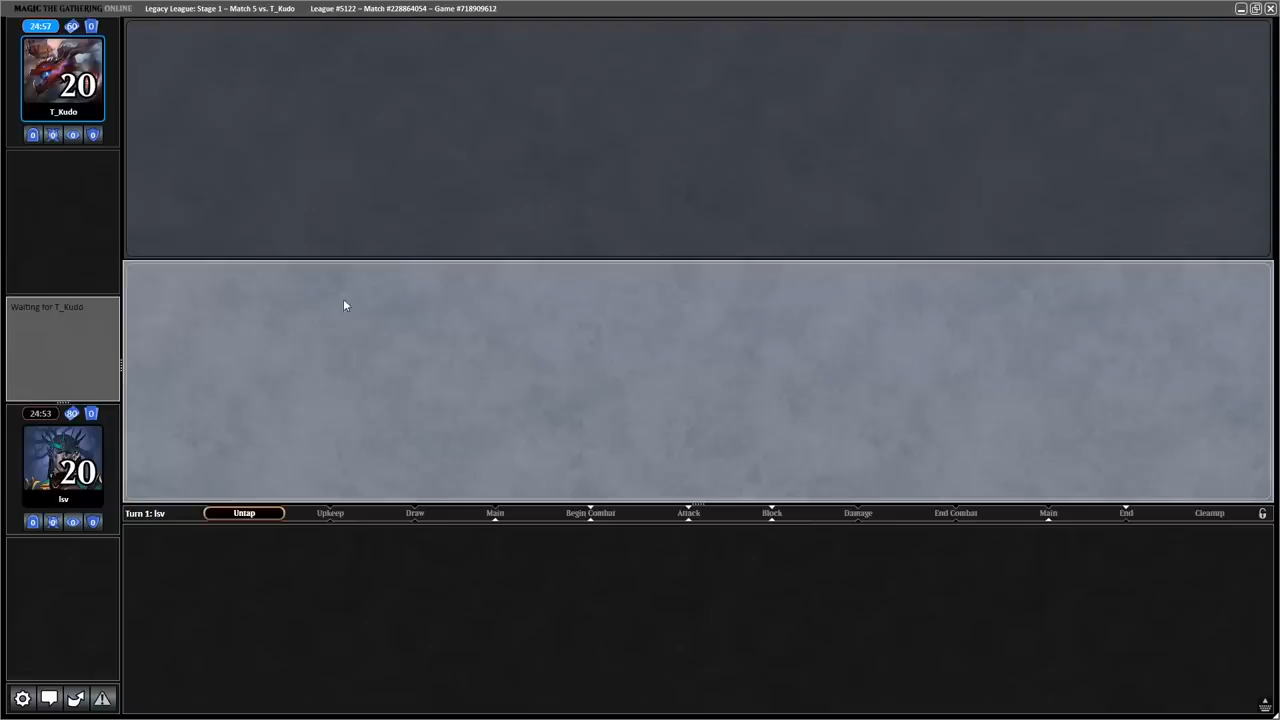 MAGIC THE GATHERING ONLINE Legacy League: Stage 1 – Match 5 vs. T_Kudo League #5122 – Match #228864054 – Game #718909612
24:57 60 0
20
T_Kudo
0 0 0 0
Waiting for T_Kudo
24:53 80 0
20
lsv
0 0 0 0
Turn 1: lsv Untap Upkeep Draw Main Begin Combat Attack Block Damage End Combat Main End Cleanup